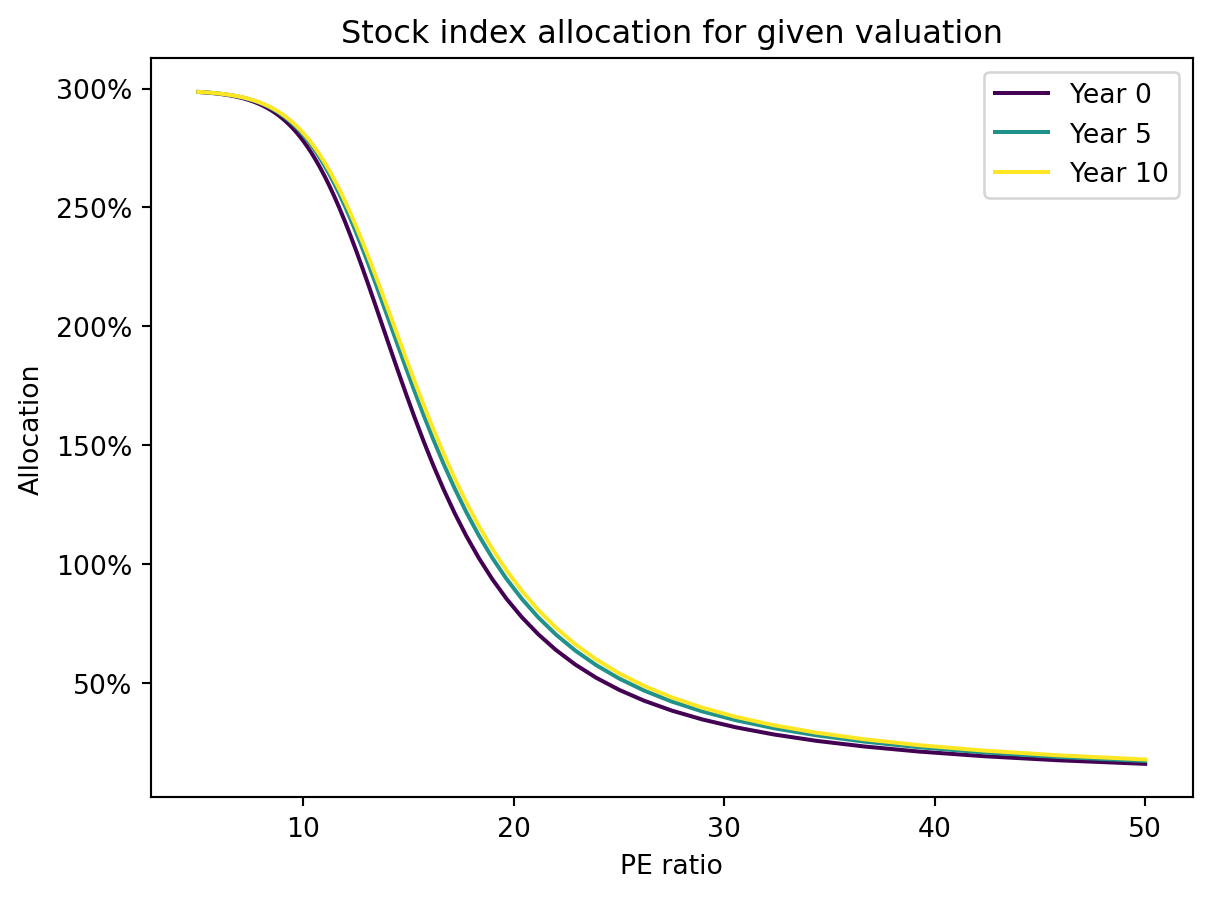 Stock index allocation for given valuation
300%
250%
200%
150%
100%
50%
Allocation
Year 0
Year 5
Year 10
10 20 30 40 50
PE ratio